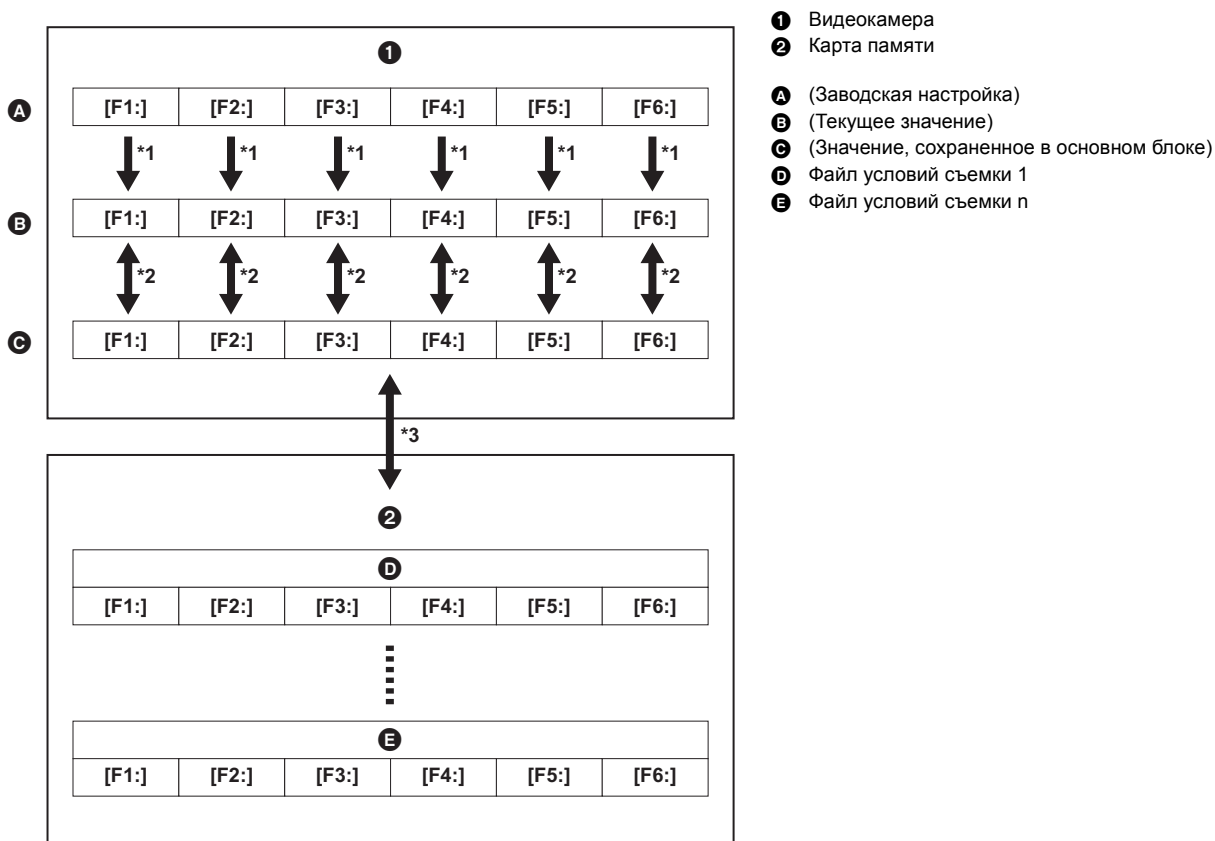 ❶ Видеокамера
❷ Карта памяти
Ⓐ (Заводская настройка)
Ⓑ (Текущее значение)
Ⓒ (Значение, сохраненное в основном блоке)
Ⓓ Файл условий съемки 1
Ⓔ Файл условий съемки n
❶
Ⓐ [F1:] [F2:] [F3:] [F4:] [F5:] [F6:]
*1 *1 *1 *1 *1 *1
Ⓑ [F1:] [F2:] [F3:] [F4:] [F5:] [F6:]
*2 *2 *2 *2 *2 *2
Ⓒ [F1:] [F2:] [F3:] [F4:] [F5:] [F6:]
*3
❷
Ⓓ
[F1:] [F2:] [F3:] [F4:] [F5:] [F6:]
Ⓔ
[F1:] [F2:] [F3:] [F4:] [F5:] [F6:]